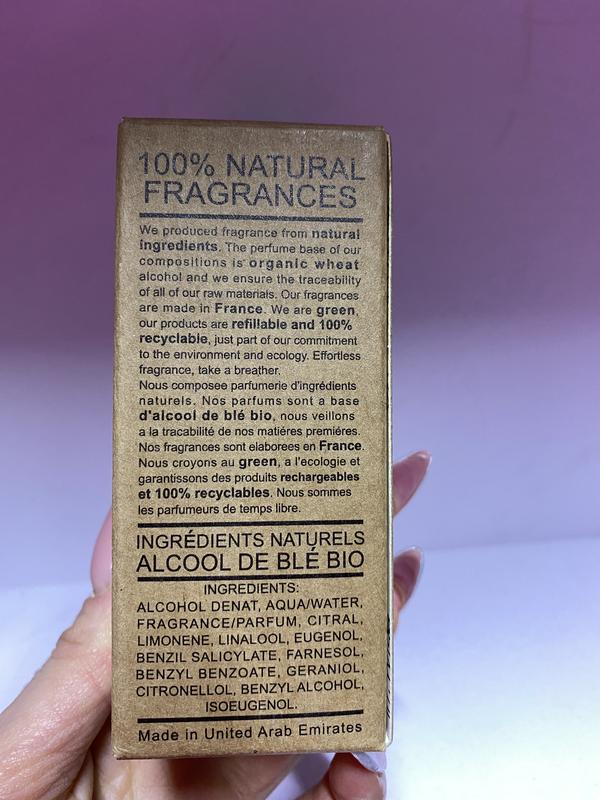 100% NATURAL
FRAGRANCES
We produced fragrance from natural
ingredients. The perfume base of our
compositions is organic wheat
alcohol and we ensure the traceability
of all of our raw materials. Our fragrances
are made in France. We are green,
our products are refillable and 100%
recyclable, just part of our commitment
to the environment and ecology. Effortless
fragrance, take a breather.
Nous composee parfumerie d'ingrédients
naturels. Nos parfums sont a base
d'alcool de blé bio, nous veillons
a la tracabilité de nos matiéres premiéres.
Nos fragrances sont elaborees en France.
Nous croyons au green, a l'ecologie et
garantissons des produits rechargeables
et 100% recyclables. Nous sommes
les parfumeurs de temps libre.
INGRÉDIENTS NATURELS
ALCOOL DE BLÉ BIO
INGREDIENTS:
ALCOHOL DENAT, AQUA/WATER,
FRAGRANCE/PARFUM, CITRAL,
LIMONENE, LINALOOL, EUGENOL,
BENZIL SALICYLATE, FARNESOL,
BENZYL BENZOATE, GERANIOL,
CITRONELLOL, BENZYL ALCOHOL,
ISOEUGENOL.
Made in United Arab Emirates